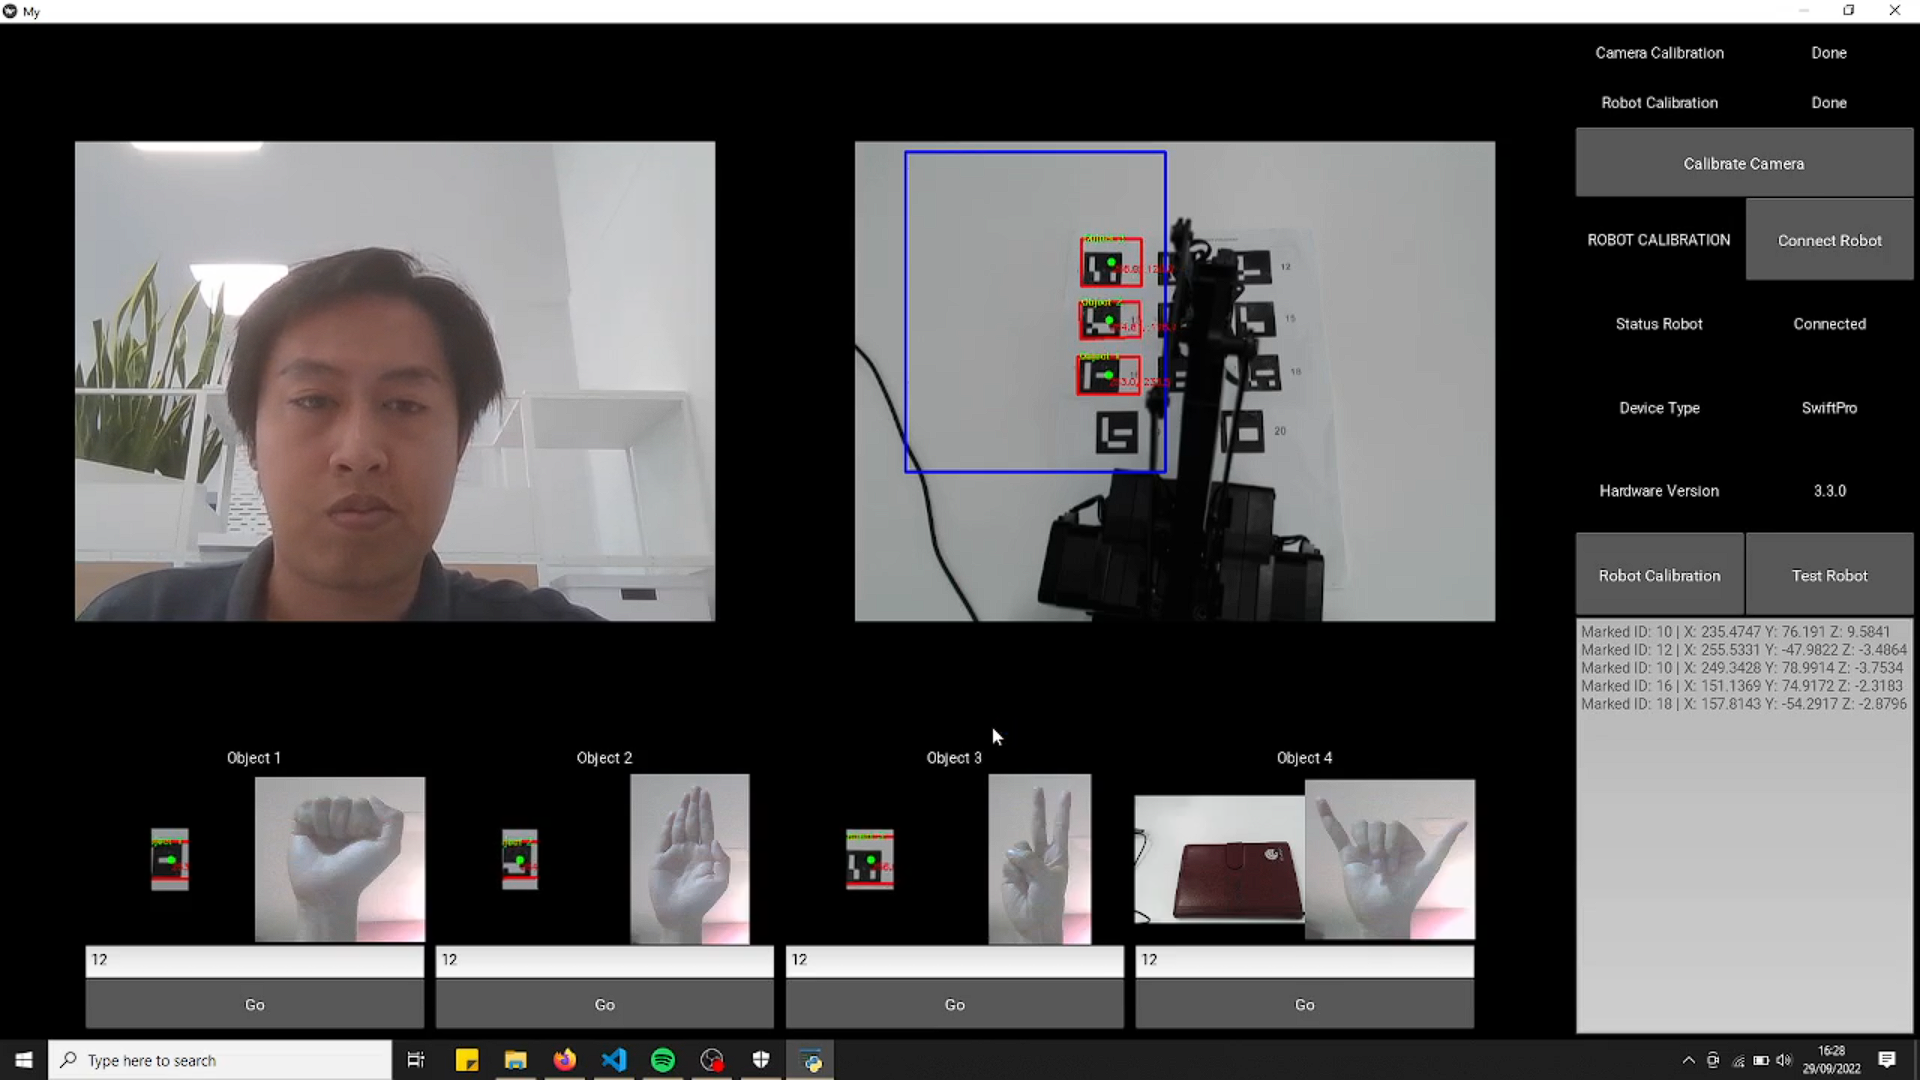 My
Camera Calibration Done
Robot Calibration Done
Calibrate Camera
ROBOT CALIBRATION Connect Robot
Status Robot Connected
Device Type SwiftPro
Hardware Version 3.3.0
Robot Calibration Test Robot
Marked ID: 10 | X: 235.4747 Y: 76.191 Z: 9.5841
Marked ID: 12 | X: 255.5331 Y: -47.9822 Z: -3.4864
Marked ID: 10 | X: 249.3428 Y: 78.9914 Z: -3.7534
Marked ID: 16 | X: 151.1369 Y: 74.9172 Z: -2.3183
Marked ID: 18 | X: 157.8143 Y: -54.2917 Z: -2.8796
12
Object
15
18
20
Object 1 Object 2 Object 3 Object 4
12 12 12 12
Go Go Go Go
Type here to search
16:28
29/09/2022